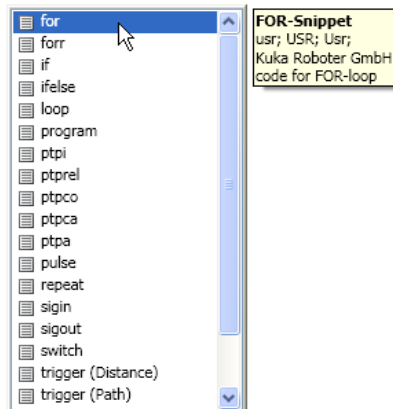 for
forr
if
ifelse
loop
program
ptpi
ptprel
ptpco
ptpca
ptpa
pulse
repeat
sigin
sigout
switch
trigger (Distance)
trigger (Path)
FOR-Snippet
usr; USR; Usr;
Kuka Roboter GmbH
code for FOR-loop